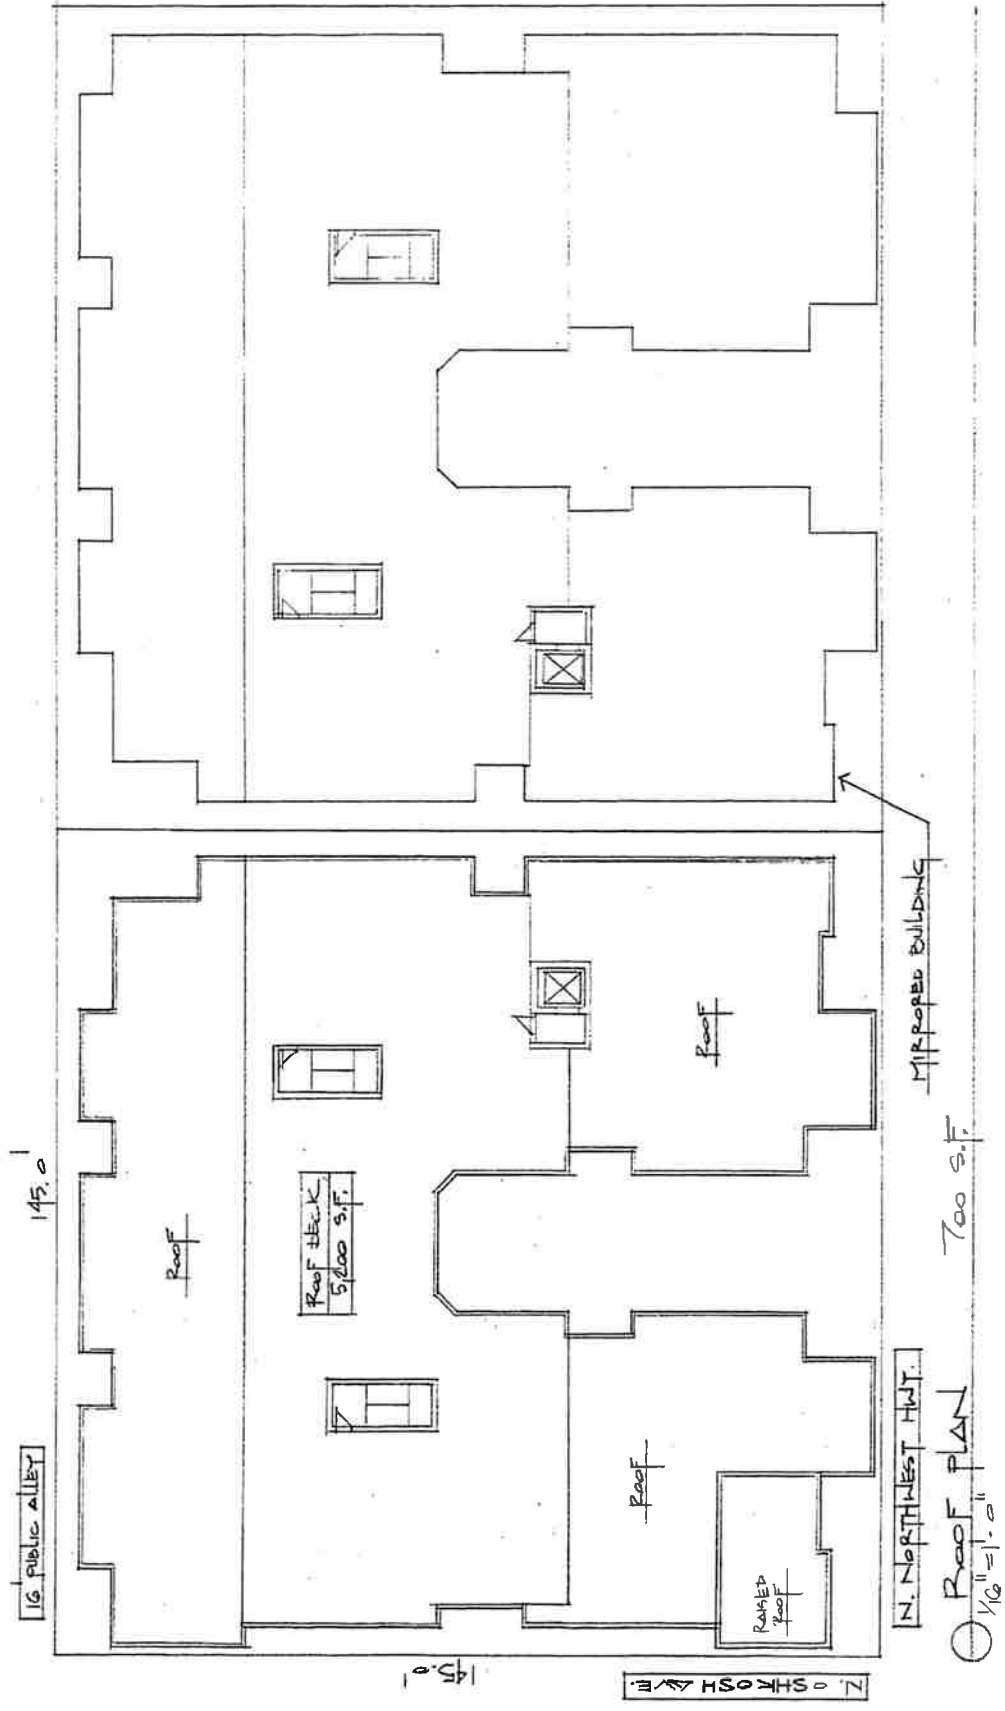 16 PUBLIC ALLEY
145.0
ROOF
ROOF DECK
5,200 S.F.
ROOF
ROOF
RAISED
ROOF
145.0'
N. OSHKOSH AVE.
MIRRORED BUILDING
N. NORTHWEST HWY.
ROOF PLAN
1/16" = 1'-0"
700 S.F.